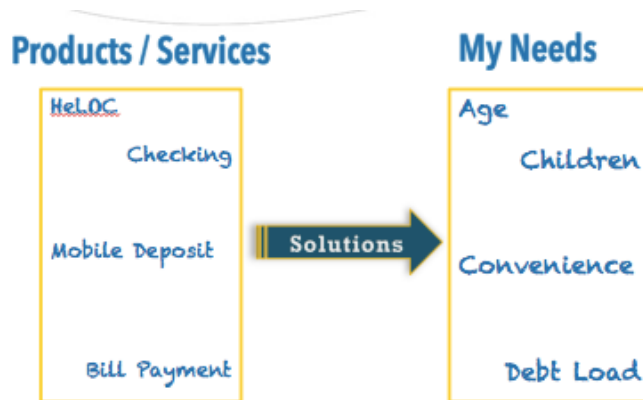 Products / Services
HeLOC
Checking
Mobile Deposit
Bill Payment
Solutions
My Needs
Age
Children
Convenience
Debt Load